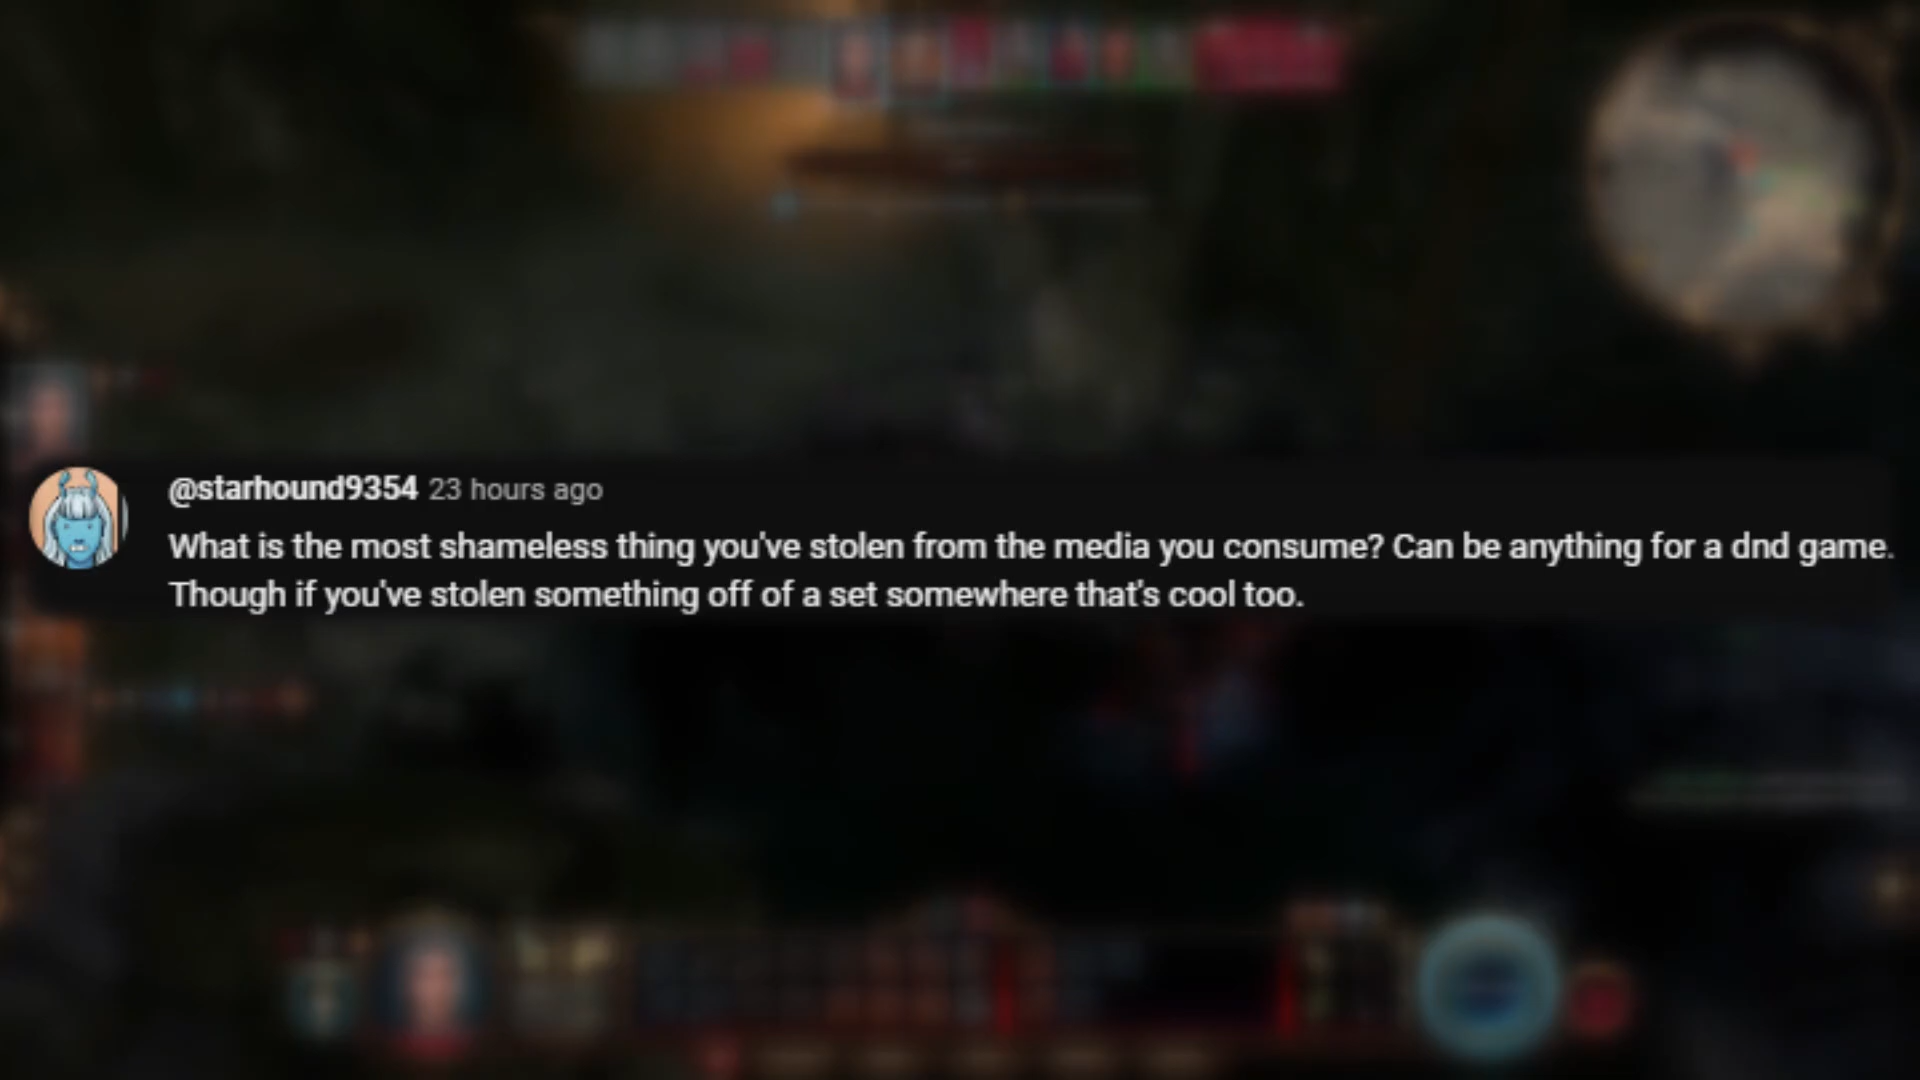 @starhound9354 23 hours ago
What is the most shameless thing you've stolen from the media you consume? Can be anything for a dnd game.
Though if you've stolen something off of a set somewhere that's cool too.